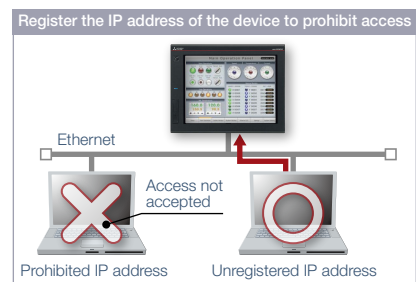 Register the IP address of the device to prohibit access
Ethernet
Access not
accepted
Prohibited IP address
Unregistered IP address